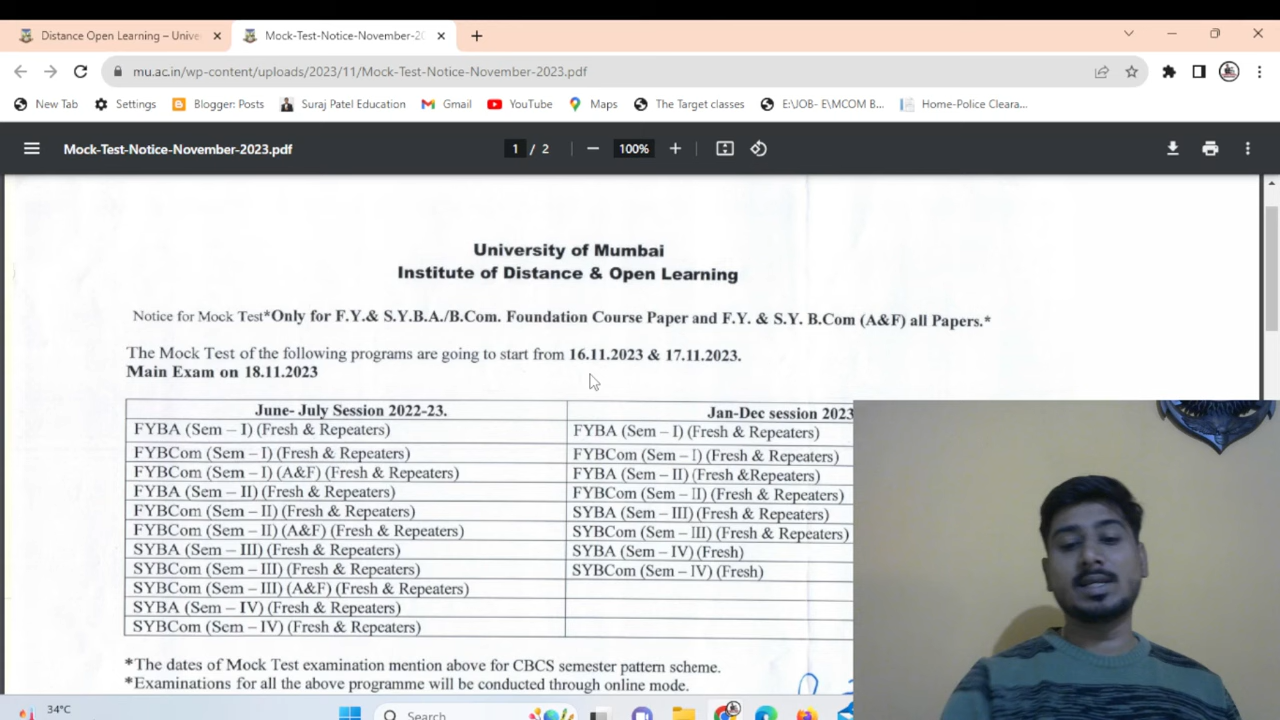 Distance Open Learning – Unive
Mock-Test-Notice-November-20
mu.ac.in/wp-content/uploads/2023/11/Mock-Test-Notice-November-2023.pdf
New Tab Settings Blogger: Posts Suraj Patel Education Gmail YouTube Maps The Target classes E:\JOB- E\MCOM B... Home-Police Cleara...
Mock-Test-Notice-November-2023.pdf 1 / 2 100%
University of Mumbai
Institute of Distance & Open Learning
Notice for Mock Test*Only for F.Y.& S.Y.B.A./B.Com. Foundation Course Paper and F.Y. & S.Y. B.Com (A&F) all Papers.*
The Mock Test of the following programs are going to start from 16.11.2023 & 17.11.2023.
Main Exam on 18.11.2023
June- July Session 2022-23. Jan-Dec session 2023
FYBA (Sem – I) (Fresh & Repeaters) FYBA (Sem – I) (Fresh & Repeaters)
FYBCom (Sem – I) (Fresh & Repeaters) FYBCom (Sem – I) (Fresh & Repeaters)
FYBCom (Sem – I) (A&F) (Fresh & Repeaters) FYBA (Sem – II) (Fresh &Repeaters)
FYBA (Sem – II) (Fresh & Repeaters) FYBCom (Sem – II) (Fresh & Repeaters)
FYBCom (Sem – II) (Fresh & Repeaters) SYBA (Sem – III) (Fresh & Repeaters)
FYBCom (Sem – II) (A&F) (Fresh & Repeaters) SYBCom (Sem – III) (Fresh & Repeaters)
SYBA (Sem – III) (Fresh & Repeaters) SYBA (Sem – IV) (Fresh)
SYBCom (Sem – III) (Fresh & Repeaters) SYBCom (Sem – IV) (Fresh)
SYBCom (Sem – III) (A&F) (Fresh & Repeaters)
SYBA (Sem – IV) (Fresh & Repeaters)
SYBCom (Sem – IV) (Fresh & Repeaters)
*The dates of Mock Test examination mention above for CBCS semester pattern scheme.
*Examinations for all the above programme will be conducted through online mode.
34°C
Search